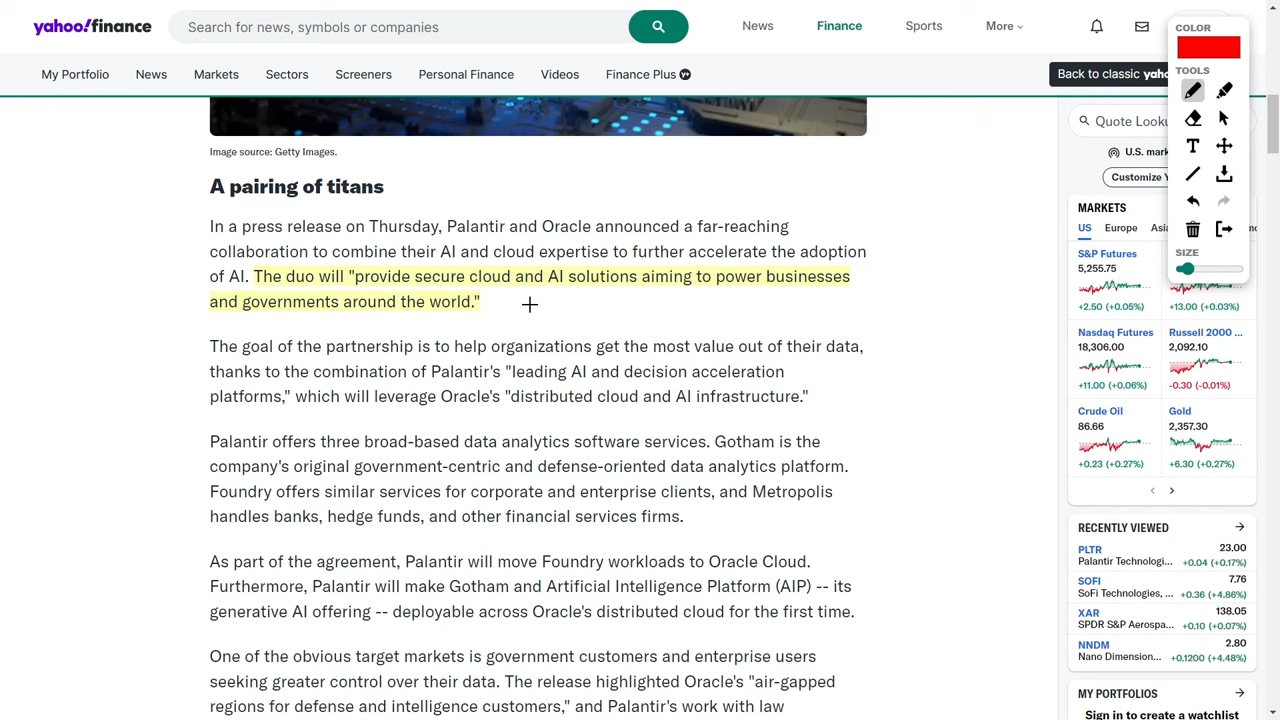 yahoo!finance
Search for news, symbols or companies
News
Finance
Sports
More
My Portfolio
News
Markets
Sectors
Screeners
Personal Finance
Videos
Finance Plus
Back to classic
COLOR
TOOLS
SIZE
Image source: Getty Images.
A pairing of titans
In a press release on Thursday, Palantir and Oracle announced a far-reaching
collaboration to combine their AI and cloud expertise to further accelerate the adoption
of AI. The duo will "provide secure cloud and AI solutions aiming to power businesses
and governments around the world."
The goal of the partnership is to help organizations get the most value out of their data,
thanks to the combination of Palantir's "leading AI and decision acceleration
platforms," which will leverage Oracle's "distributed cloud and AI infrastructure."
Palantir offers three broad-based data analytics software services. Gotham is the
company's original government-centric and defense-oriented data analytics platform.
Foundry offers similar services for corporate and enterprise clients, and Metropolis
handles banks, hedge funds, and other financial services firms.
As part of the agreement, Palantir will move Foundry workloads to Oracle Cloud.
Furthermore, Palantir will make Gotham and Artificial Intelligence Platform (AIP) -- its
generative AI offering -- deployable across Oracle's distributed cloud for the first time.
One of the obvious target markets is government customers and enterprise users
seeking greater control over their data. The release highlighted Oracle's "air-gapped
regions for defense and intelligence customers," and Palantir's work with law
Quote
U.S.
Customize
MARKETS
US
Europe
S&P Futures
5,255.75
+2.50 (+0.05%)
+13.00 (+0.03%)
Nasdaq Futures
18,306.00
+11.00 (+0.06%)
Russell 2000 ...
2,092.10
-0.30 (-0.01%)
Crude Oil
86.66
+0.23 (+0.27%)
Gold
2,357.30
+6.30 (+0.27%)
RECENTLY VIEWED
PLTR 23.00
Palantir Technologi... +0.04 (+0.17%)
SOFI 7.76
SoFi Technologies, ... +0.36 (+4.86%)
XAR 138.05
SPDR S&P Aerospa... +0.10 (+0.07%)
NNDM 2.80
Nano Dimension... +0.1200 (+4.48%)
MY PORTFOLIOS
Sign in to create a watchlist